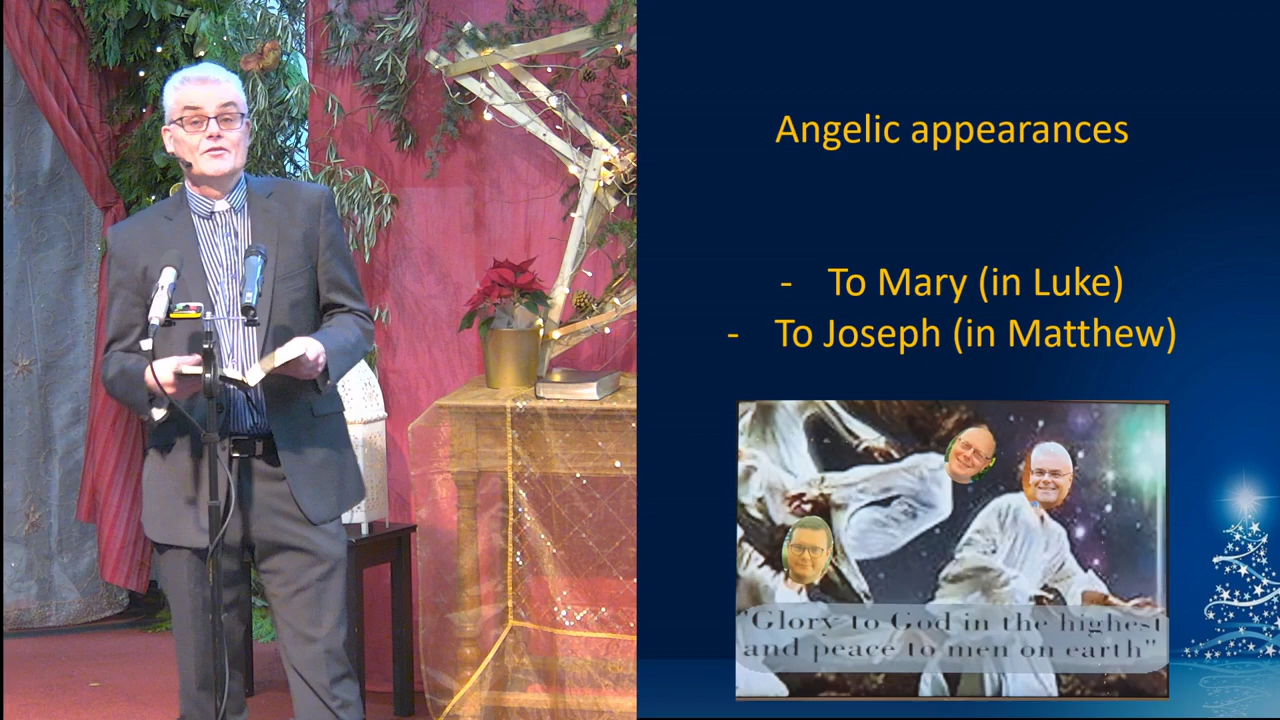 Angelic appearances
- To Mary (in Luke)
- To Joseph (in Matthew)
"Glory to God in the highest
and peace to men on earth"